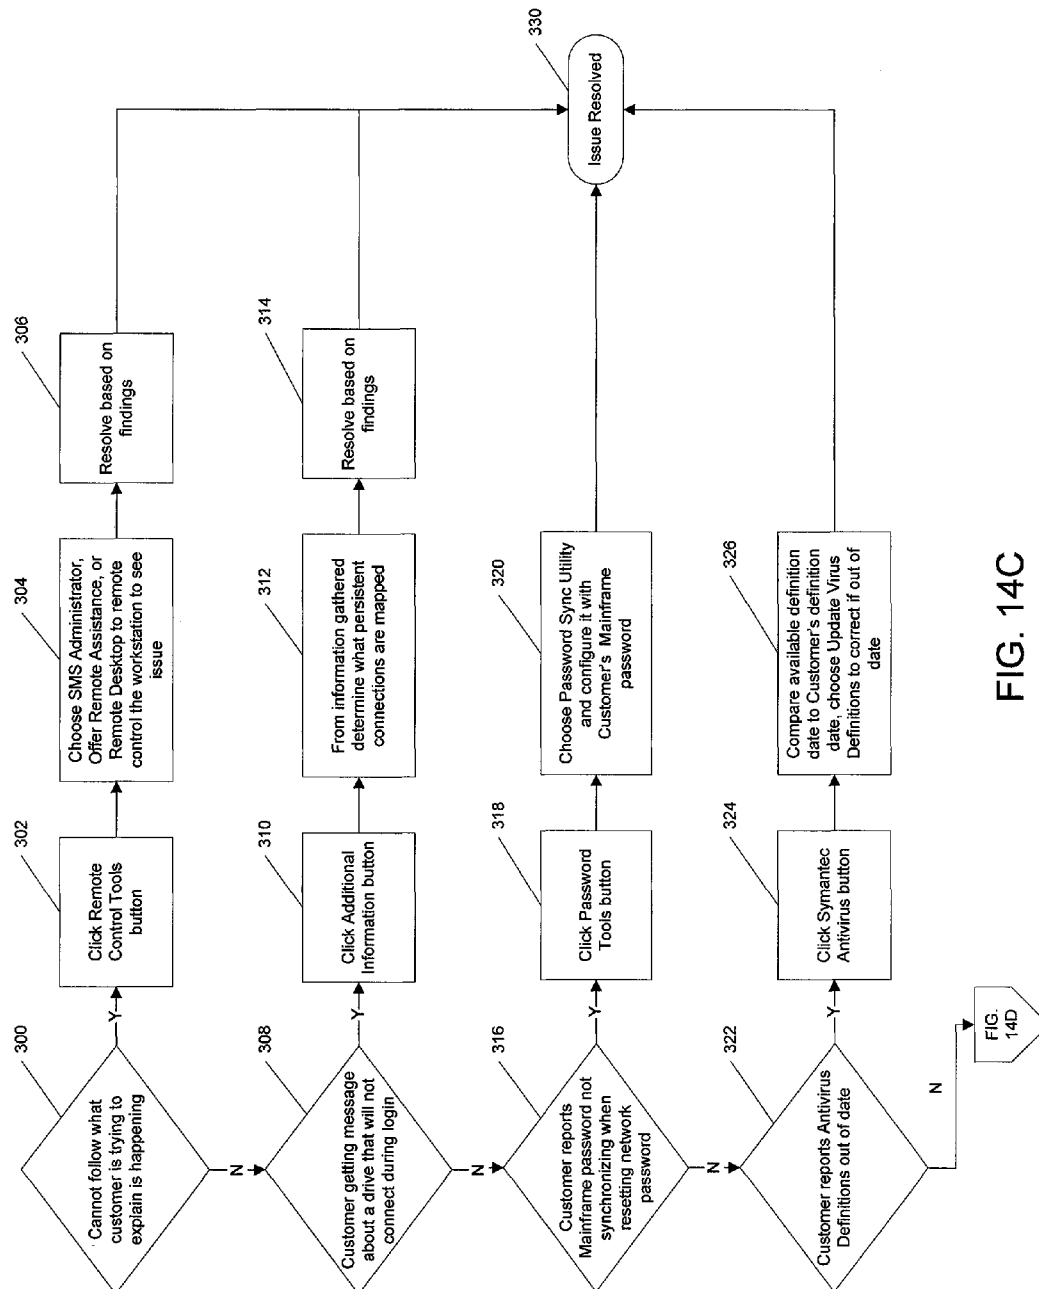 300
Cannot follow what
customer is trying to
explain is happening
Y
302
Click Remote
Control Tools
button
304
Choose SMS Administrator,
Offer Remote Assistance, or
Remote Desktop to remote
control the workstation to see
issue
306
Resolve based on
findings
N
308
Customer getting message
about a drive that will not
connect during login
Y
310
Click Additional
Information button
312
From information gathered
determine what persistent
connections are mapped
314
Resolve based on
findings
N
316
Customer reports
Mainframe password not
synchronizing when
resetting network
password
Y
318
Click Password
Tools button
320
Choose Password Sync Utility
and configure it with
Customer's Mainframe
password
330
Issue Resolved
N
322
Customer reports Antivirus
Definitions out of date
Y
324
Click Symantec
Antivirus button
326
Compare available definition
date to Customer's definition
date, choose Update Virus
Definitions to correct if out of
date
N
FIG.
14D
FIG. 14C